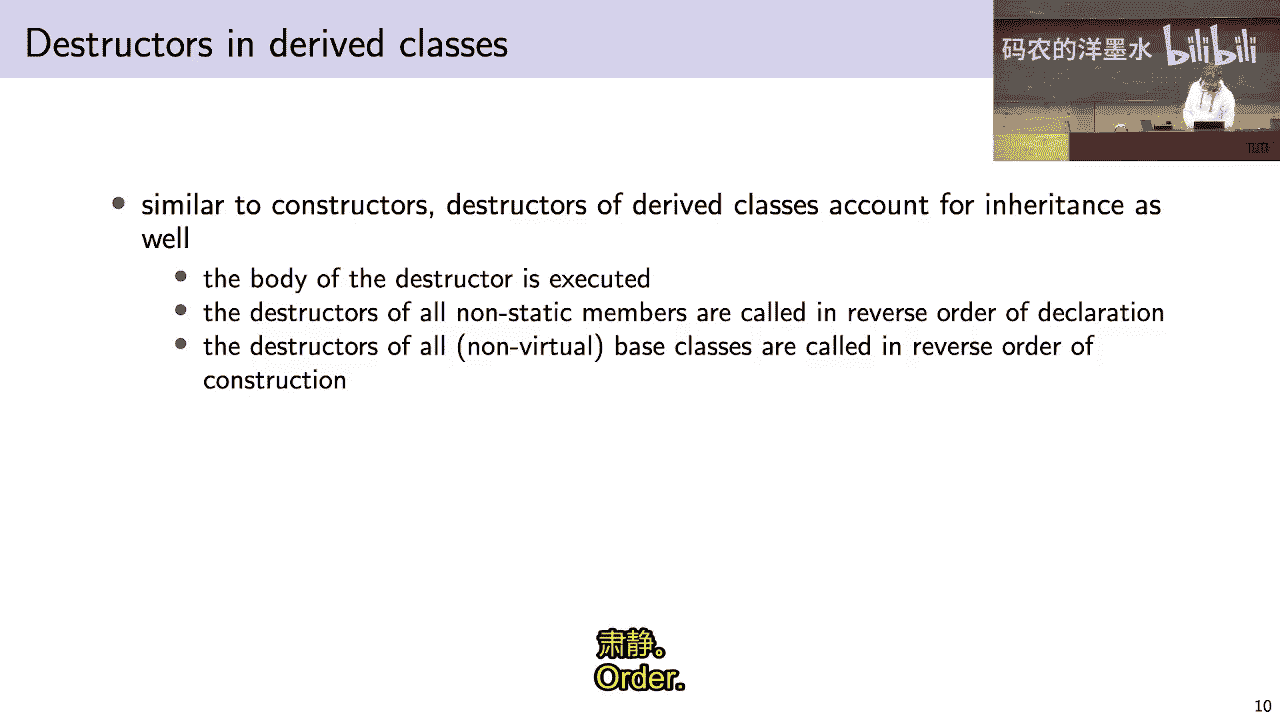 Destructors in derived classes
码农的洋墨水 bilibili
TUM
• similar to constructors, destructors of derived classes account for inheritance as
well
• the body of the destructor is executed
• the destructors of all non-static members are called in reverse order of declaration
• the destructors of all (non-virtual) base classes are called in reverse order of
construction
肃静。
Order.
10